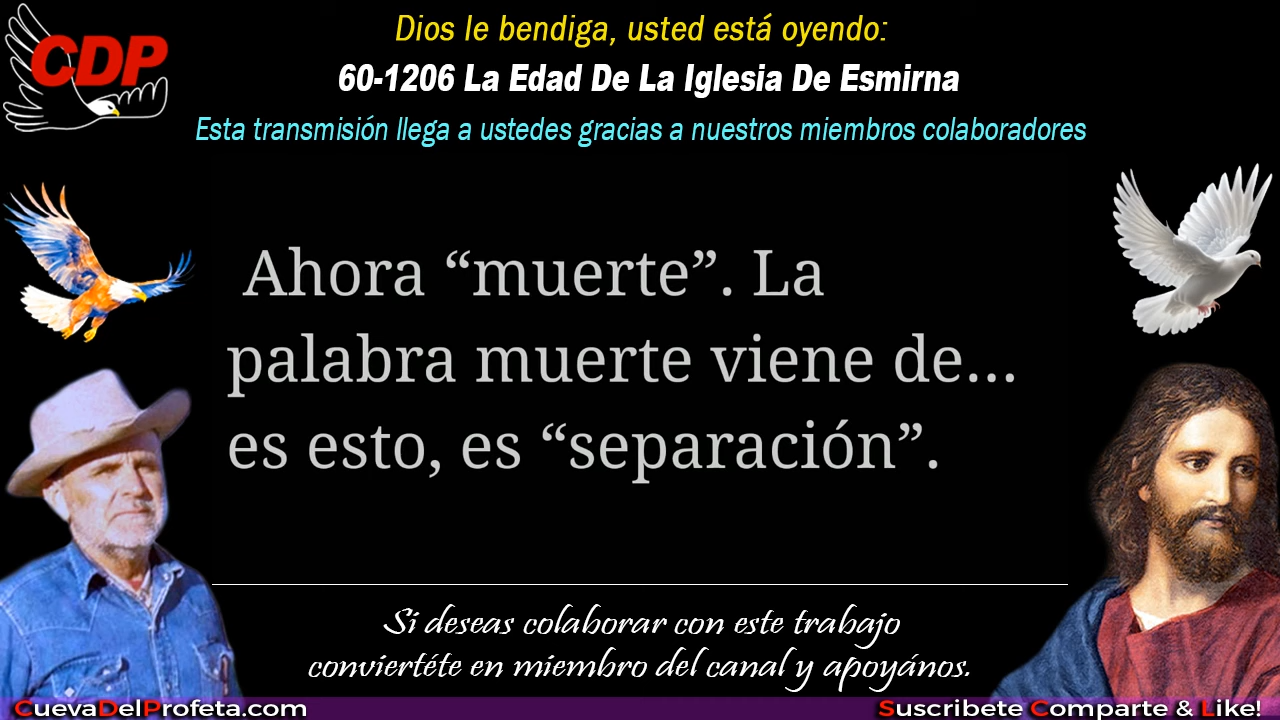 CDP
Dios le bendiga, usted está oyendo:
60-1206 La Edad De La Iglesia De Esmirna
Esta transmisión llega a ustedes gracias a nuestros miembros colaboradores
Ahora “muerte”. La
palabra muerte viene de...
es esto, es “separación”.
Si deseas colaborar con este trabajo
conviertéte en miembro del canal y apoyános.
CuevaDelProfeta.com
Suscribete Comparte & Like!